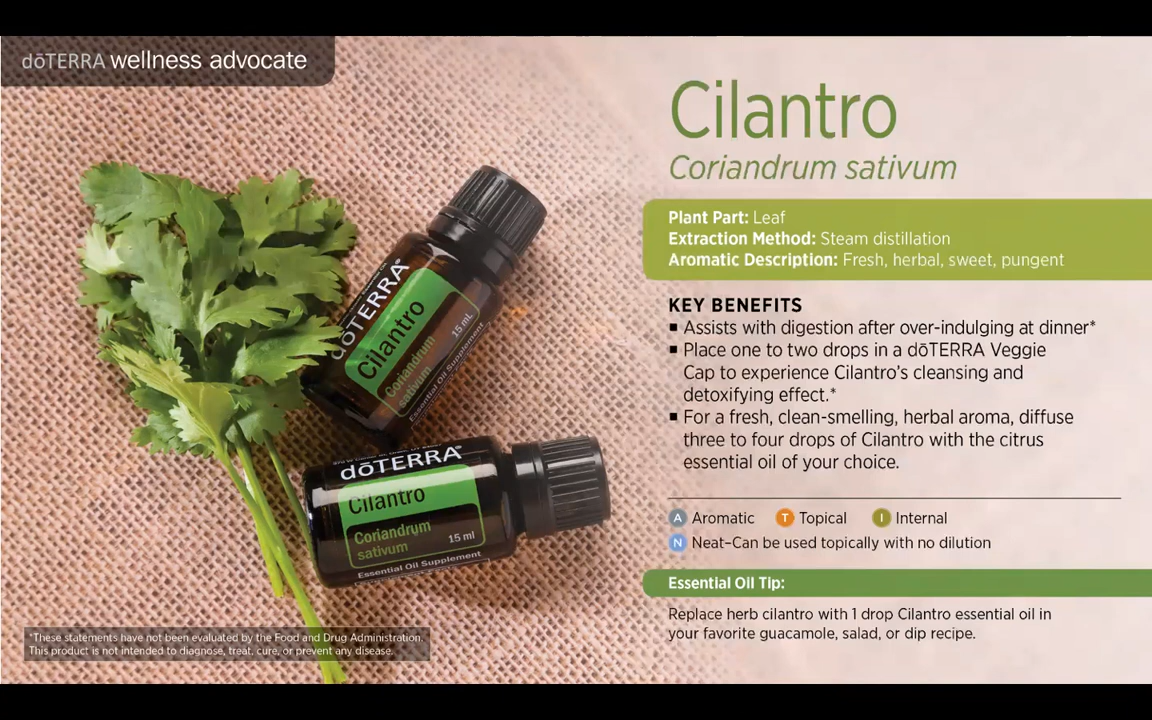 dōTERRA wellness advocate
Cilantro
Coriandrum sativum
Plant Part: Leaf
Extraction Method: Steam distillation
Aromatic Description: Fresh, herbal, sweet, pungent
KEY BENEFITS
▪ Assists with digestion after over-indulging at dinner*
▪ Place one to two drops in a dōTERRA Veggie
Cap to experience Cilantro's cleansing and
detoxifying effect.*
▪ For a fresh, clean-smelling, herbal aroma, diffuse
three to four drops of Cilantro with the citrus
essential oil of your choice.
A Aromatic T Topical I Internal
N Neat–Can be used topically with no dilution
Essential Oil Tip:
Replace herb cilantro with 1 drop Cilantro essential oil in
your favorite guacamole, salad, or dip recipe.
dōTERRA®
Cilantro
Coriandrum
sativum
15 mL
Essential Oil Supplement
dōTERRA®
Cilantro
Coriandrum
sativum
15 ml
Essential Oil Supplement
*These statements have not been evaluated by the Food and Drug Administration.
This product is not intended to diagnose, treat, cure, or prevent any disease.